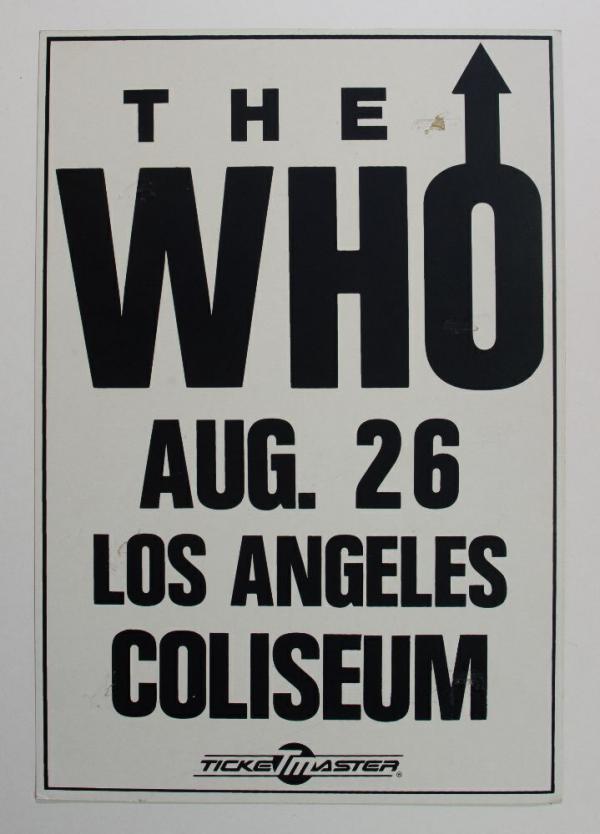 THE
WHO
AUG. 26
LOS ANGELES
COLISEUM
TICKETMASTER®